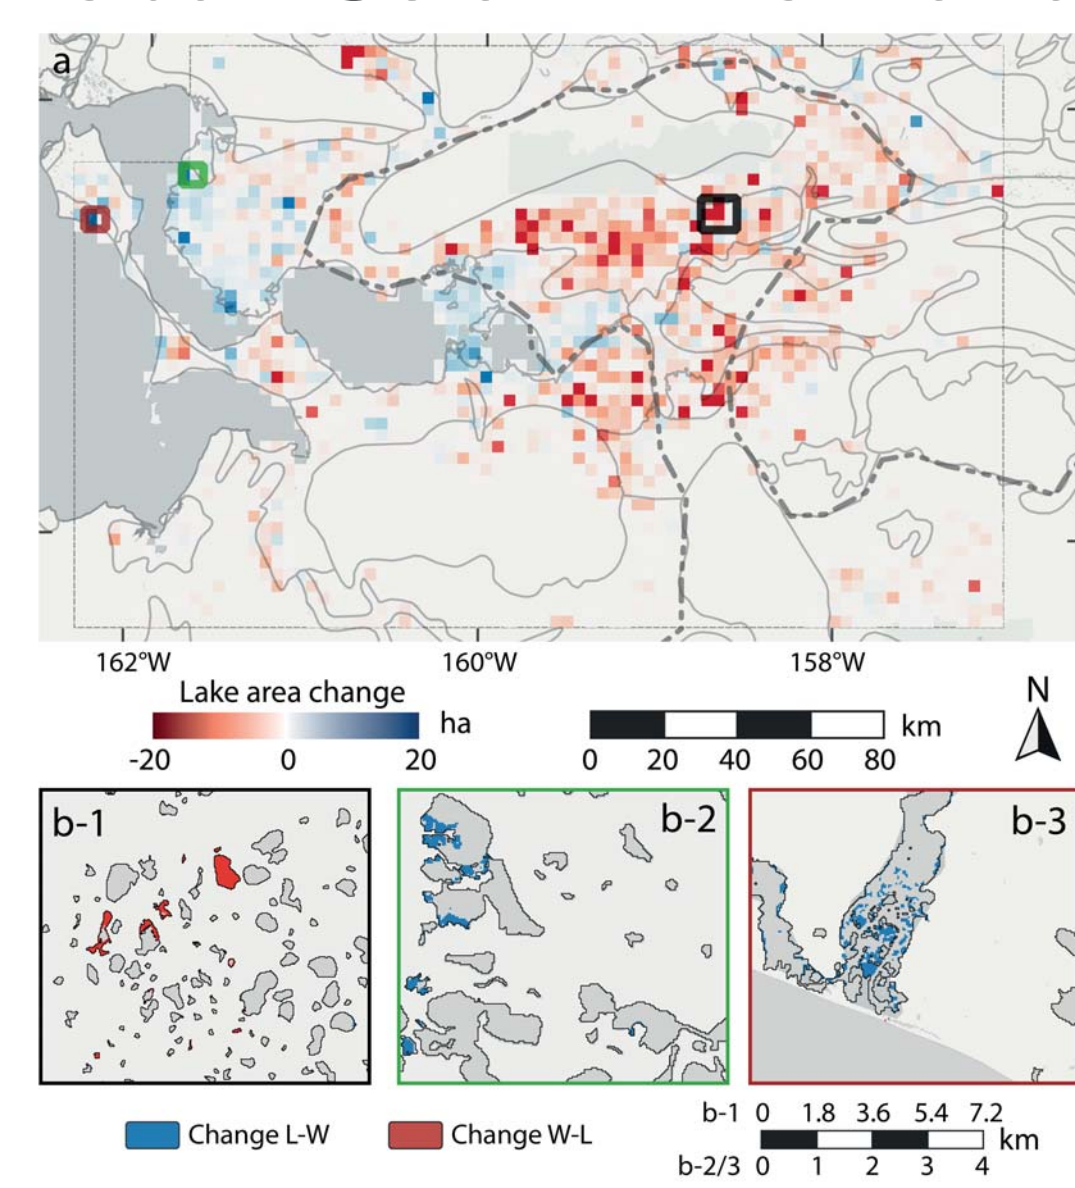 a
162°W 160°W 158°W
Lake area change
ha
-20 0 20
0 20 40 60 80 km
N
b-1
b-2
b-3
Change L-W
Change W-L
b-1 0 1.8 3.6 5.4 7.2
km
b-2/3 0 1 2 3 4